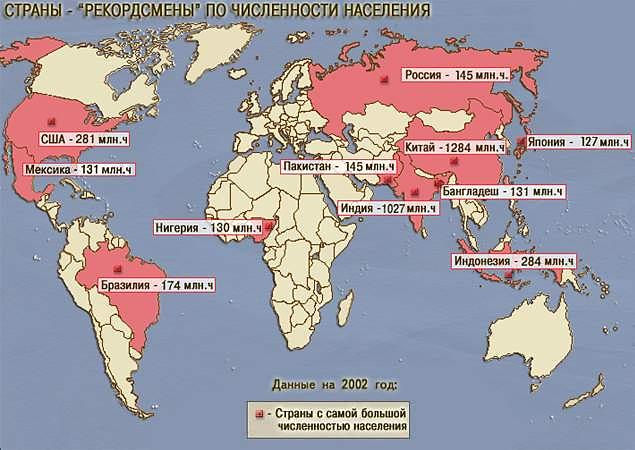 СТРАНЫ - "РЕКОРДСМЕНЫ" ПО ЧИСЛЕННОСТИ НАСЕЛЕНИЯ
Россия - 145 млн.ч.
США - 281 млн.ч
Китай - 1284 млн.ч
Япония - 127 млн.ч
Мексика - 131 млн.ч
Пакистан - 145 млн.ч
Бангладеш - 131 млн.ч
Индия - 1027 млн.ч
Нигерия - 130 млн.ч
Индонезия - 284 млн.ч
Бразилия - 174 млн.ч
Данные на 2002 год:
- Страны с самой большой
численностью населения